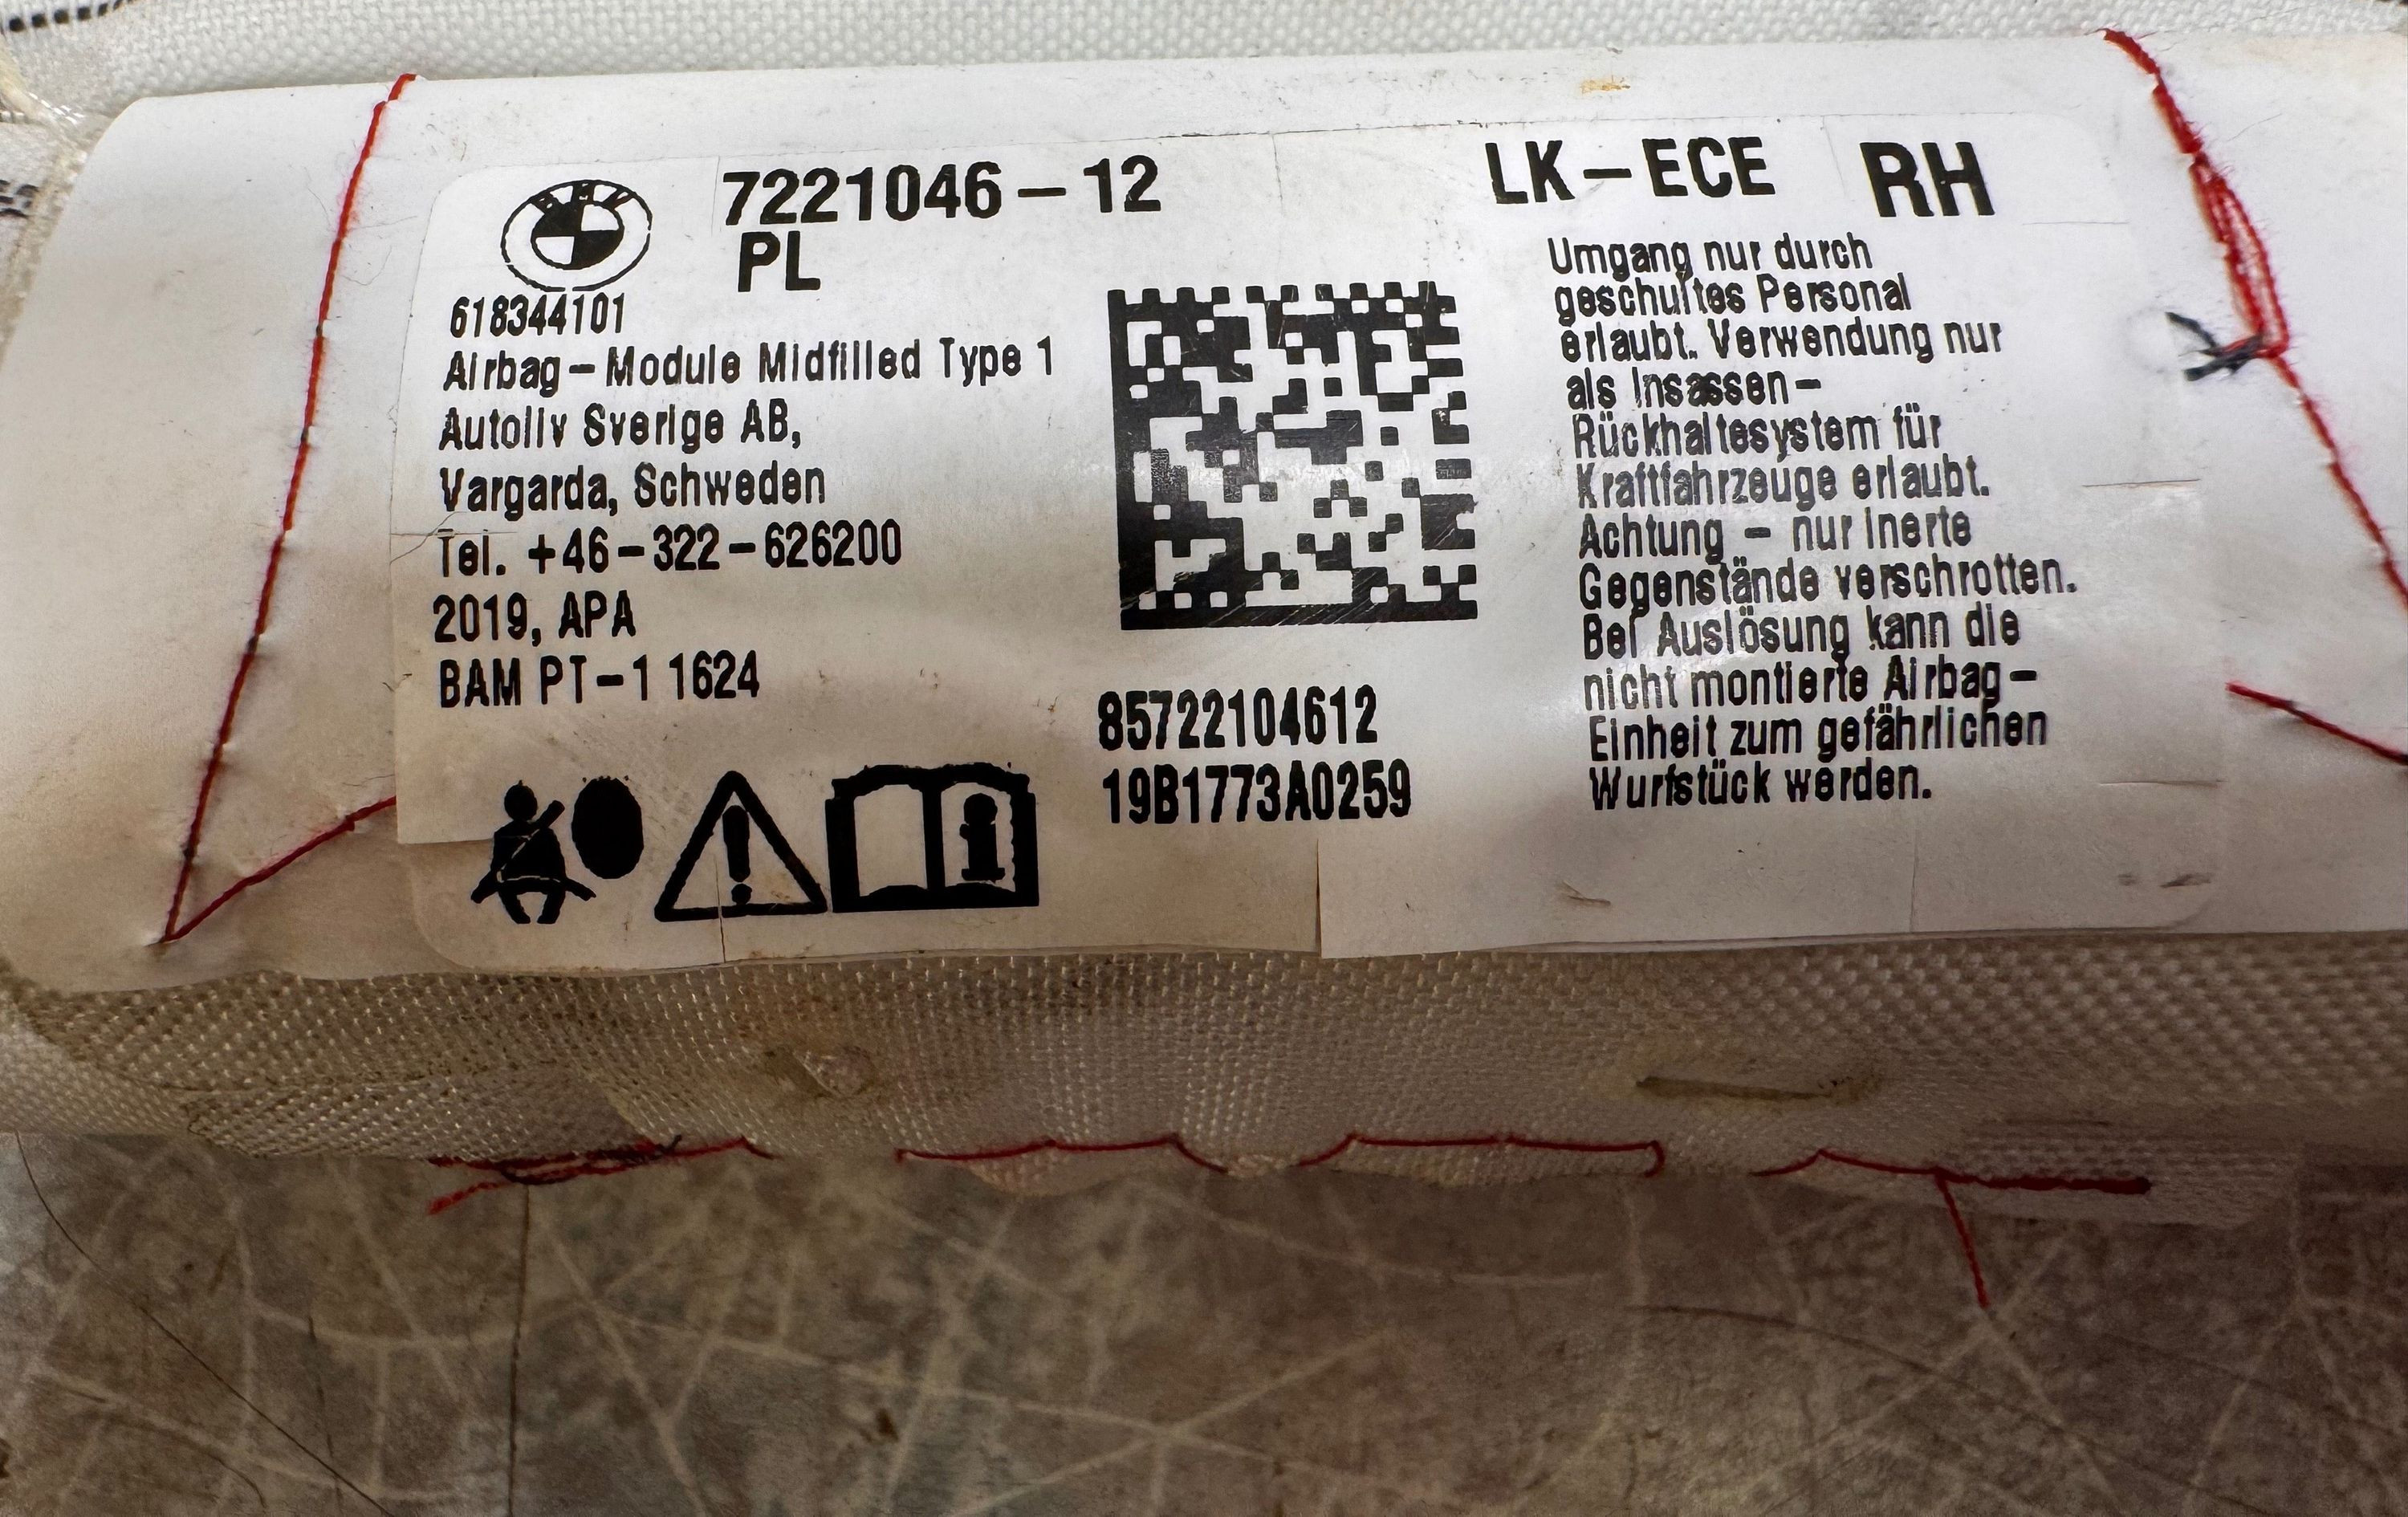 7221046-12
PL
618344101
Airbag-Module Midfilled Type 1
Autoliv Sverige AB,
Vargarda, Schweden
Tel. +46-322-626200
2019, APA
BAM PT-1 1624
85722104612
19B1773A0259
LK-ECE RH
Umgang nur durch
geschultes Personal
erlaubt. Verwendung nur
als Insassen-
Rückhaltesystem für
Kraftfahrzeuge erlaubt.
Achtung - nur inerte
Gegenstände verschrotten.
Bei Auslösung kann die
nicht montierte Airbag-
Einheit zum gefährlichen
Wurfstück werden.